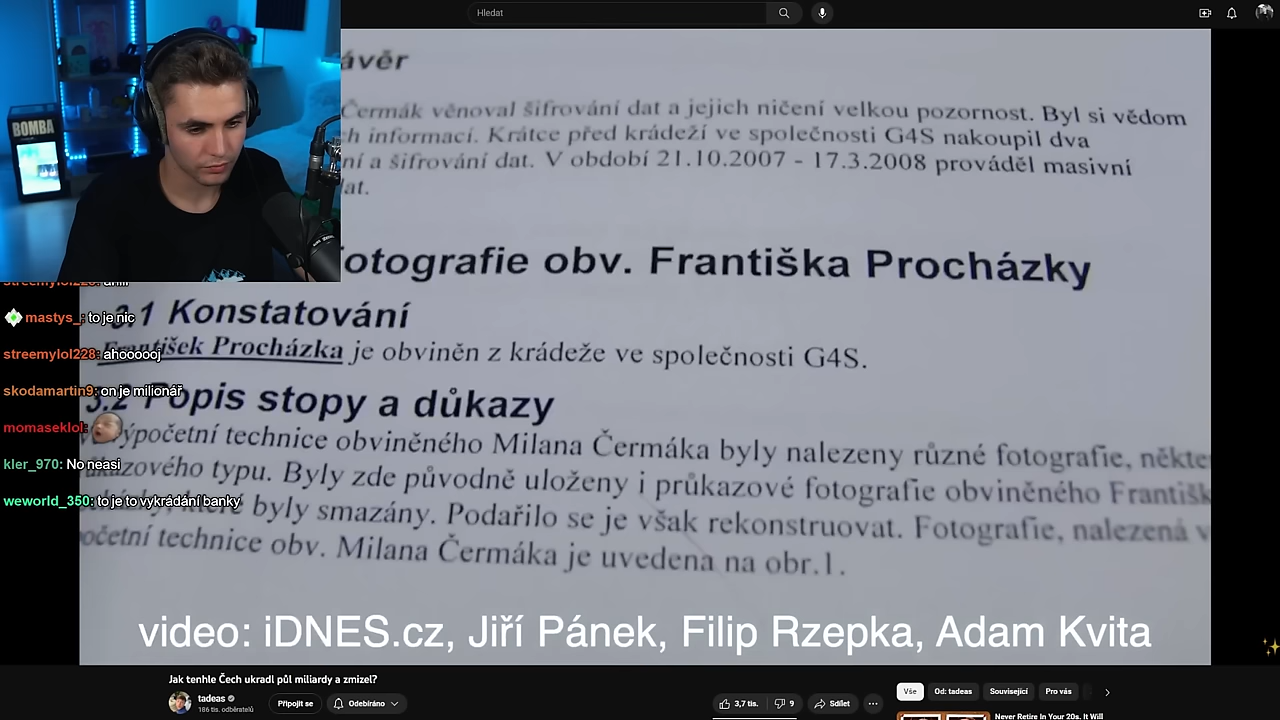 Hledat
BOMBA
ávěr
Čermák věnoval šifrování dat a jejich ničení velkou pozornost. Byl si vědom
h informací. Krátce před krádeží ve společnosti G4S nakoupil dva
ní a šifrování dat. V období 21.10.2007 - 17.3.2008 prováděl masivní
at.
otografie obv. Františka Procházky
3.1 Konstatování
František Procházka je obviněn z krádeže ve společnosti G4S.
3.2 Popis stopy a důkazy
výpočetní technice obviněného Milana Čermáka byly nalezeny různé fotografie, někte
kazového typu. Byly zde původně uloženy i průkazové fotografie obviněného Františk
byly smazány. Podařilo se je však rekonstruovat. Fotografie, nalezená v
početní technice obv. Milana Čermáka je uvedena na obr.1.
mastys_: to je nic
streemylol228: ahoooooj
skodamartin9: on je milionář
momaseklol:
kler_970: No neasi
weworld_350: to je to vykrádání banky
video: iDNES.cz, Jiří Pánek, Filip Rzepka, Adam Kvita
Jak tenhle Čech ukradl půl miliardy a zmizel?
tadeas
186 tis. odběratelů
Připojit se
Odebíráno
3,7 tis.
9
Sdílet
Vše
Od: tadeas
Související
Pro vás
Never Retire In Your 20s. It Will